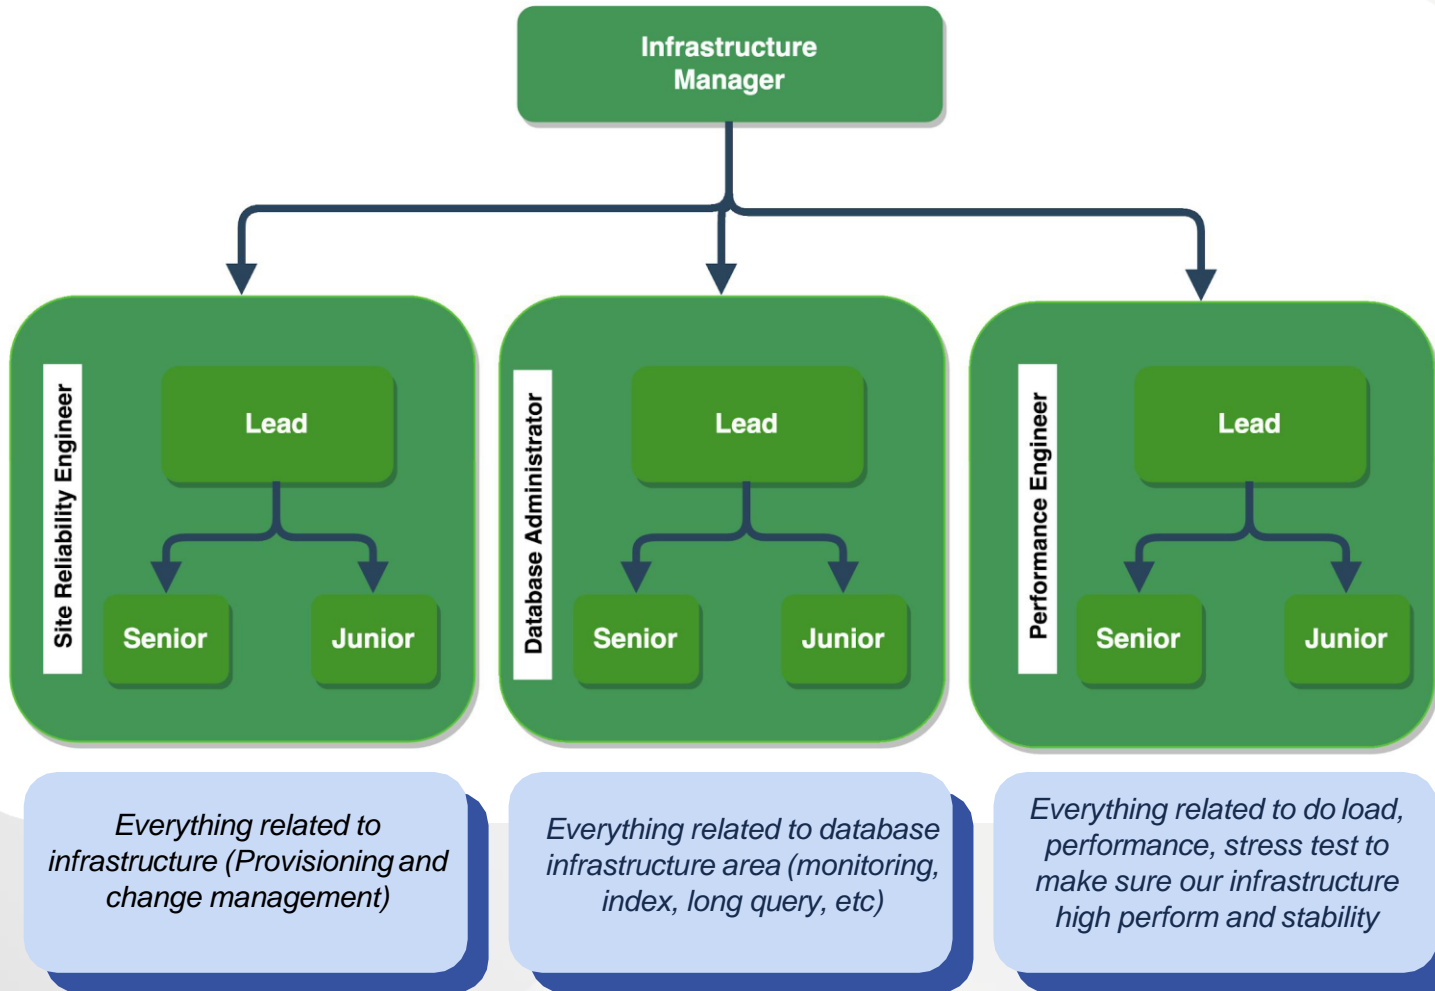 Infrastructure
Manager
Site Reliability Engineer
Lead
Senior
Junior
Database Administrator
Lead
Senior
Junior
Performance Engineer
Lead
Senior
Junior
Everything related to
infrastructure (Provisioning and
change management)
Everything related to database
infrastructure area (monitoring,
index, long query, etc)
Everything related to do load,
performance, stress test to
make sure our infrastructure
high perform and stability